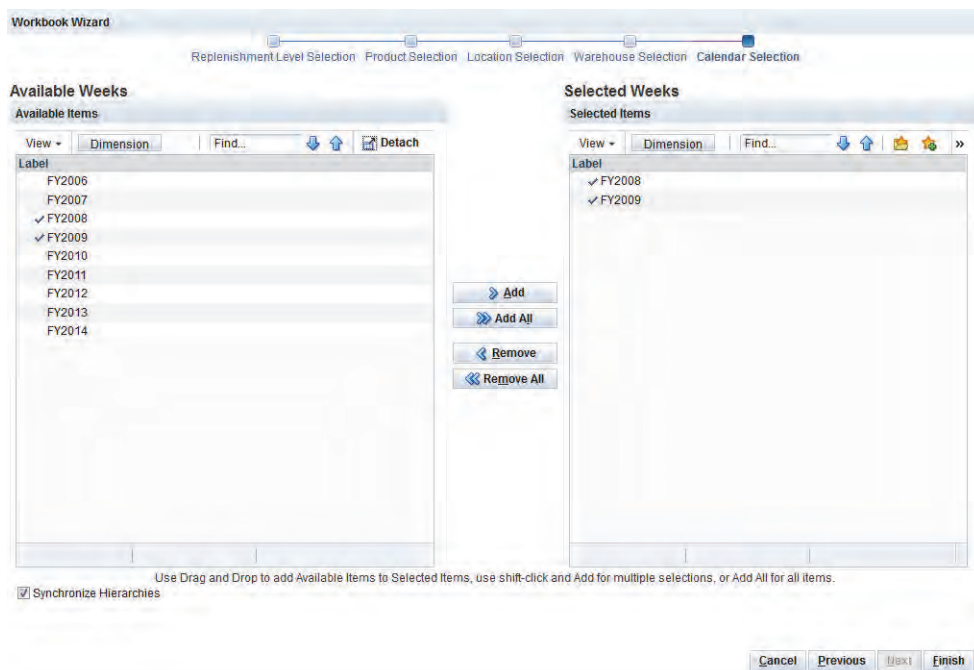 Workbook Wizard
Replenishment Level Selection Product Selection Location Selection Warehouse Selection Calendar Selection
Available Weeks
Available Items
View Dimension Find... Detach
Label
FY2006
FY2007
FY2008
FY2009
FY2010
FY2011
FY2012
FY2013
FY2014
Add
Add All
Remove
Remove All
Selected Weeks
Selected Items
View Dimension Find... »
Label
FY2008
FY2009
Use Drag and Drop to add Available Items to Selected Items, use shift-click and Add for multiple selections, or Add All for all items.
Synchronize Hierarchies
Cancel Previous Next Finish